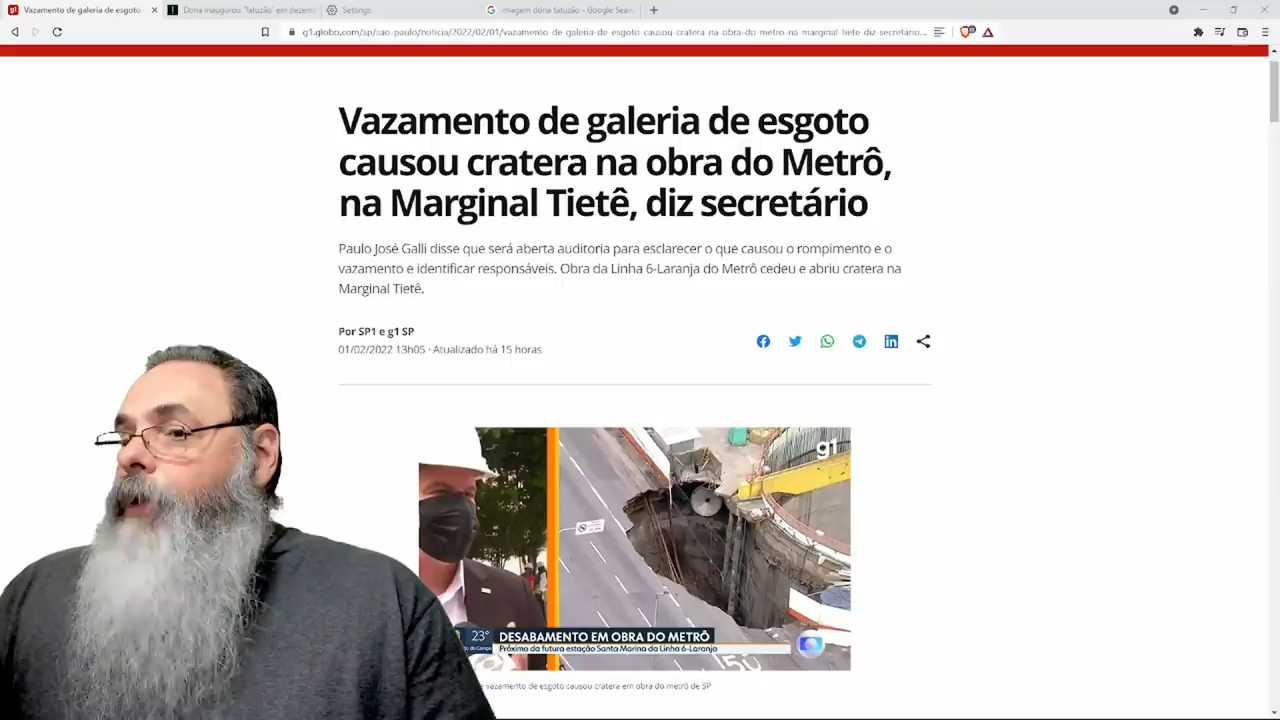 Vazamento de galeria de esgoto
Doria inaugurou 'tatuzão' em dezem
Settings
imagem dória tatuzão - Google Sear
g1.globo.com/sp/sao-paulo/noticia/2022/02/01/vazamento-de-galeria-de-esgoto-causou-cratera-na-obra-do-metro-na-marginal-tiete-diz-secretario...
Vazamento de galeria de esgoto
causou cratera na obra do Metrô,
na Marginal Tietê, diz secretário
Paulo José Galli disse que será aberta auditoria para esclarecer o que causou o rompimento e o
vazamento e identificar responsáveis. Obra da Linha 6-Laranja do Metrô cedeu e abriu cratera na
Marginal Tietê.
Por SP1 e g1 SP
01/02/2022 13h05 · Atualizado há 15 horas
g1
23°
DESABAMENTO EM OBRA DO METRÔ
Próximo da futura estação Santa Marina da Linha 6-Laranja
vazamento de esgoto causou cratera em obra do metrô de SP